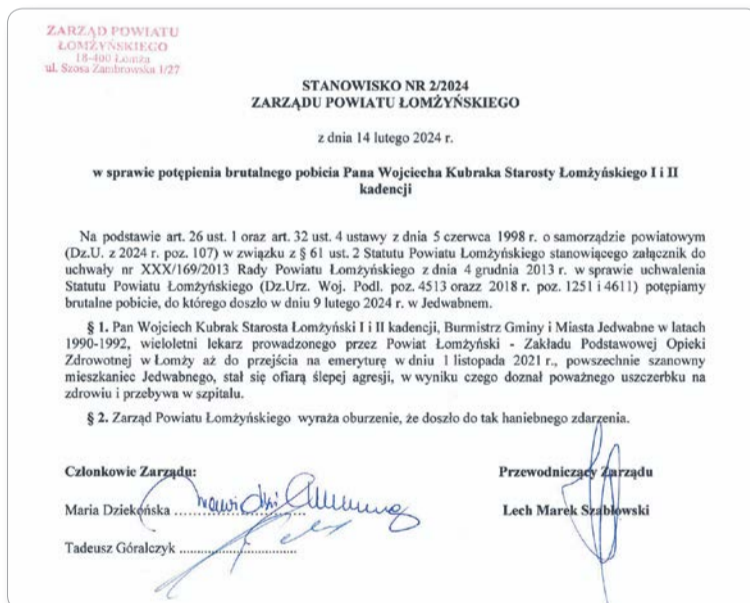 ZARZĄD POWIATU
ŁOMŻYŃSKIEGO
18-400 Łomża
ul. Szosa Zambrowska 1/27
STANOWISKO NR 2/2024
ZARZĄDU POWIATU ŁOMŻYŃSKIEGO
z dnia 14 lutego 2024 r.
w sprawie potępienia brutalnego pobicia Pana Wojciecha Kubraka Starosty Łomżyńskiego I i II
kadencji
Na podstawie art. 26 ust. 1 oraz art. 32 ust. 4 ustawy z dnia 5 czerwca 1998 r. o samorządzie powiatowym
(Dz.U. z 2024 r. poz. 107) w związku z § 61 ust. 2 Statutu Powiatu Łomżyńskiego stanowiącego załącznik do
uchwały nr XXX/169/2013 Rady Powiatu Łomżyńskiego z dnia 4 grudnia 2013 r. w sprawie uchwalenia
Statutu Powiatu Łomżyńskiego (Dz.Urz. Woj. Podl. poz. 4513 orazz 2018 r. poz. 1251 i 4611) potępiamy
brutalne pobicie, do którego doszło w dniu 9 lutego 2024 r. w Jedwabnem.
§ 1. Pan Wojciech Kubrak Starosta Łomżyński I i II kadencji, Burmistrz Gminy i Miasta Jedwabne w latach
1990-1992, wieloletni lekarz prowadzonego przez Powiat Łomżyński - Zakładu Podstawowej Opieki
Zdrowotnej w Łomży aż do przejścia na emeryturę w dniu 1 listopada 2021 r., powszechnie szanowny
mieszkaniec Jedwabnego, stał się ofiarą ślepej agresji, w wyniku czego doznał poważnego uszczerbku na
zdrowiu i przebywa w szpitalu.
§ 2. Zarząd Powiatu Łomżyńskiego wyraża oburzenie, że doszło do tak haniebnego zdarzenia.
Członkowie Zarządu:
Przewodniczący Zarządu
Maria Dziekońska
Lech Marek Szabłowski
Tadeusz Góralczyk